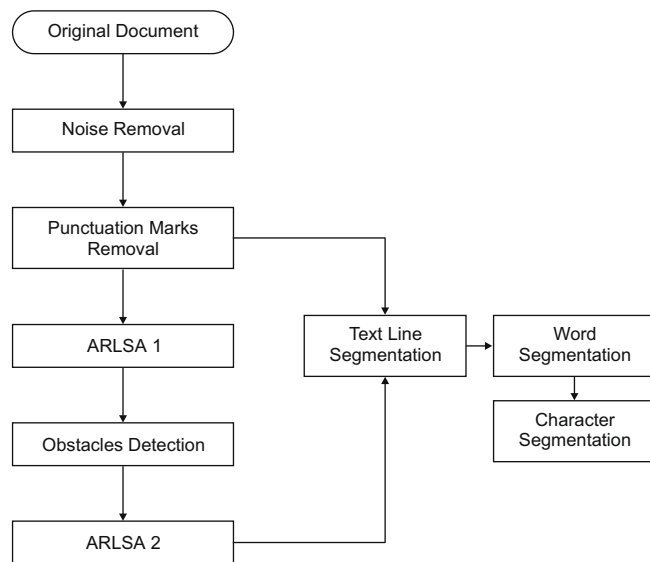 Original Document
Noise Removal
Punctuation Marks
Removal
ARLSA 1
Obstacles Detection
ARLSA 2
Text Line
Segmentation
Word
Segmentation
Character
Segmentation